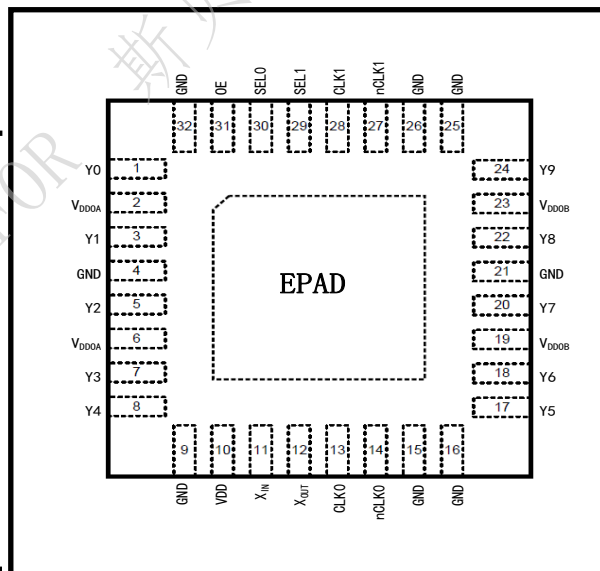 斯
FOR
GND OE SEL0 SEL1 CLK1 nCLK1 GND GND
32 31 30 29 28 27 26 25
Y0 1 24 Y9
VDDOA 2 23 VDDOB
Y1 3 22 Y8
GND 4 21 GND
EPAD
Y2 5 20 Y7
VDDOA 6 19 VDDOB
Y3 7 18 Y6
Y4 8 17 Y5
9 10 11 12 13 14 15 16
GND VDD XIN XOUT CLK0 nCLK0 GND GND